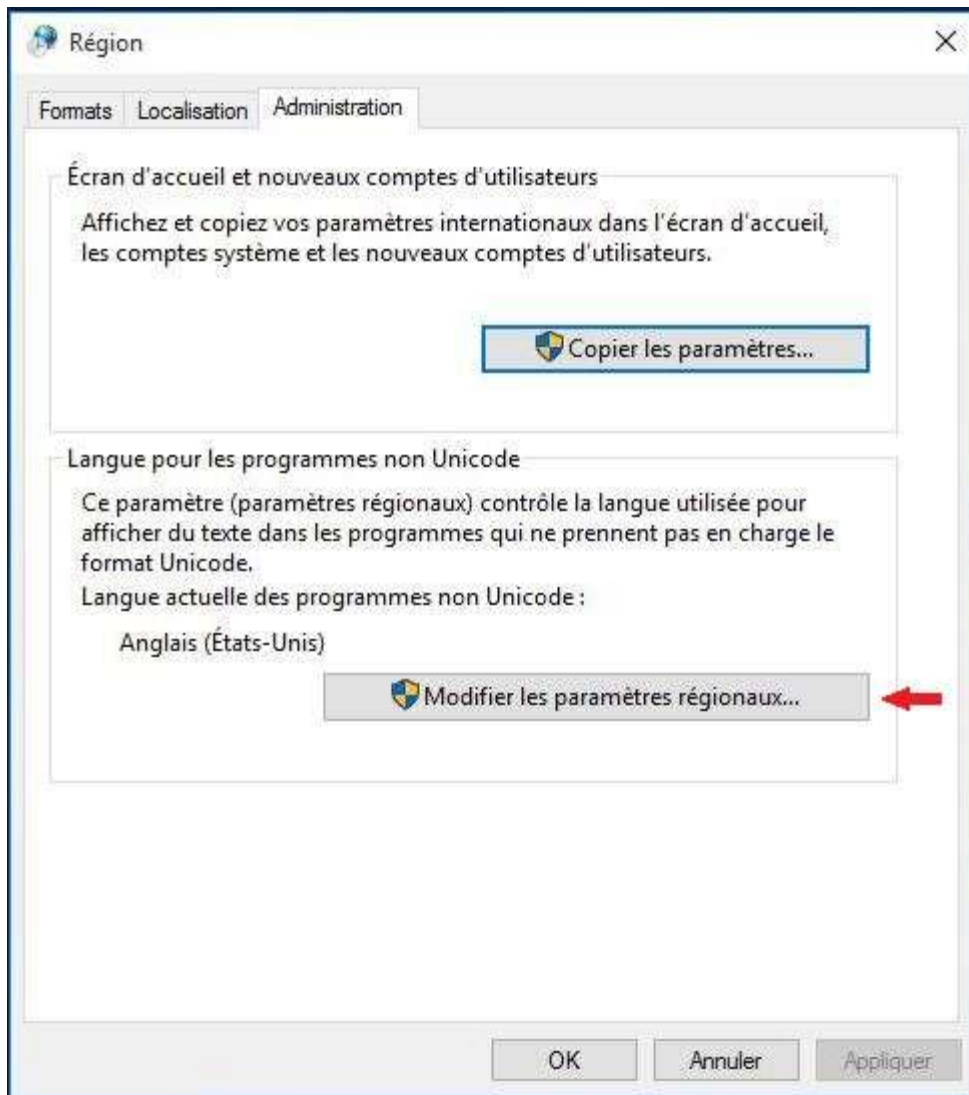 Région
Formats Localisation Administration
Écran d'accueil et nouveaux comptes d'utilisateurs
Affichez et copiez vos paramètres internationaux dans l'écran d'accueil,
les comptes système et les nouveaux comptes d'utilisateurs.
Copier les paramètres...
Langue pour les programmes non Unicode
Ce paramètre (paramètres régionaux) contrôle la langue utilisée pour
afficher du texte dans les programmes qui ne prennent pas en charge le
format Unicode.
Langue actuelle des programmes non Unicode :
Anglais (États-Unis)
Modifier les paramètres régionaux...
OK Annuler Appliquer